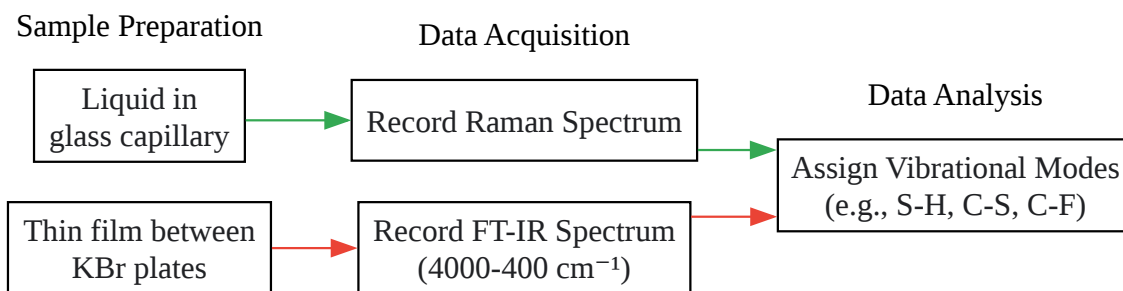 Sample Preparation
Data Acquisition
Data Analysis
Liquid in
glass capillary
Record Raman Spectrum
Assign Vibrational Modes
(e.g., S-H, C-S, C-F)
Thin film between
KBr plates
Record FT-IR Spectrum
(4000-400 cm⁻¹)